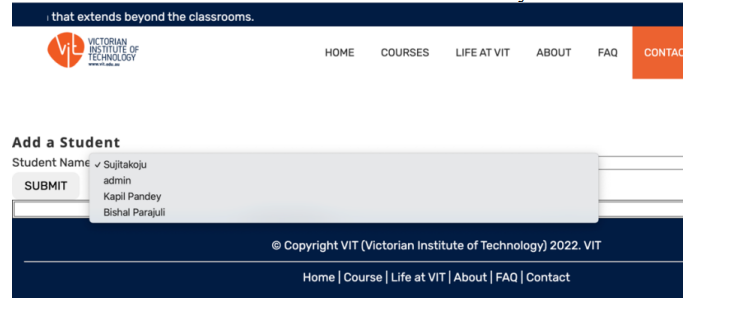 that extends beyond the classrooms.
VIT
VICTORIAN
INSTITUTE OF
TECHNOLOGY
www.vit.edu.au
HOME COURSES LIFE AT VIT ABOUT FAQ CONTAC
Add a Student
Student Name
✓ Sujitakoju
admin
Kapil Pandey
Bishal Parajuli
SUBMIT
© Copyright VIT (Victorian Institute of Technology) 2022. VIT
Home | Course | Life at VIT | About | FAQ | Contact